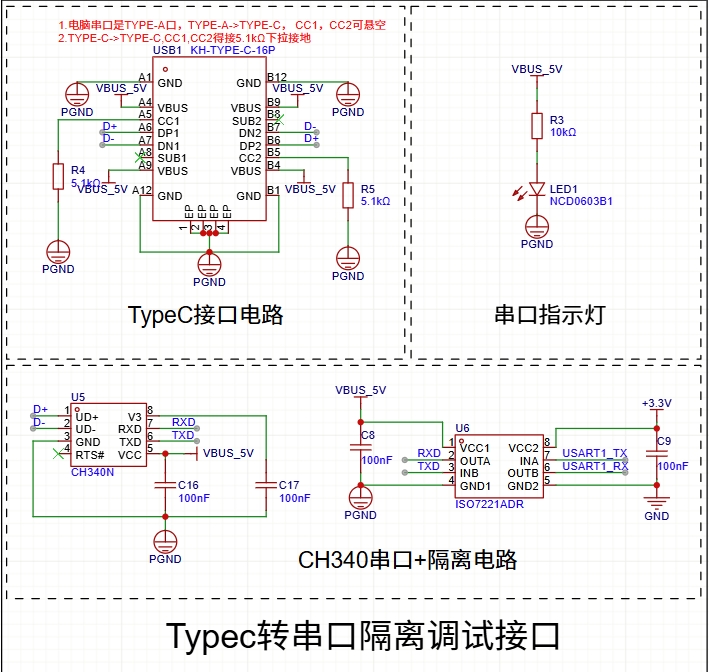 1.电脑串口是TYPE-A口，TYPE-A->TYPE-C， CC1，CC2可悬空
2.TYPE-C->TYPE-C,CC1,CC2得接5.1kΩ下拉接地
USB1 KH-TYPE-C-16P
A1 GND GND B12
PGND VBUS_5V VBUS_5V PGND
A4 VBUS VBUS B9
A5 CC1 SUB2 B8
D+ A6 DP1 DN2 B7 D-
D- A7 DN1 DP2 B6 D+
A8 SUB1 CC2 B5
A9 VBUS VBUS B4
R4 5.1kΩ
VBUS_5V VBUS_5V
A12 GND GND B1
R5 5.1kΩ
EP EP EP EP
1 2 3 4
PGND PGND PGND
TypeC接口电路
VBUS_5V
R3
10kΩ
LED1
NCD0603B1
PGND
串口指示灯
U5
D+ 1 UD+ V3 8
D- 2 UD- RXD 7 RXD
3 GND TXD 6 TXD
4 RTS# VCC 5 VBUS_5V
CH340N
C16
100nF
C17
100nF
PGND
VBUS_5V
C8
100nF
PGND
U6
1 VCC1 VCC2 8
RXD 2 OUTA INA 7 USART1_TX
TXD 3 INB OUTB 6 USART1_RX
4 GND1 GND2 5
ISO7221ADR
+3.3V
C9
100nF
GND
CH340串口+隔离电路
Typec转串口隔离调试接口